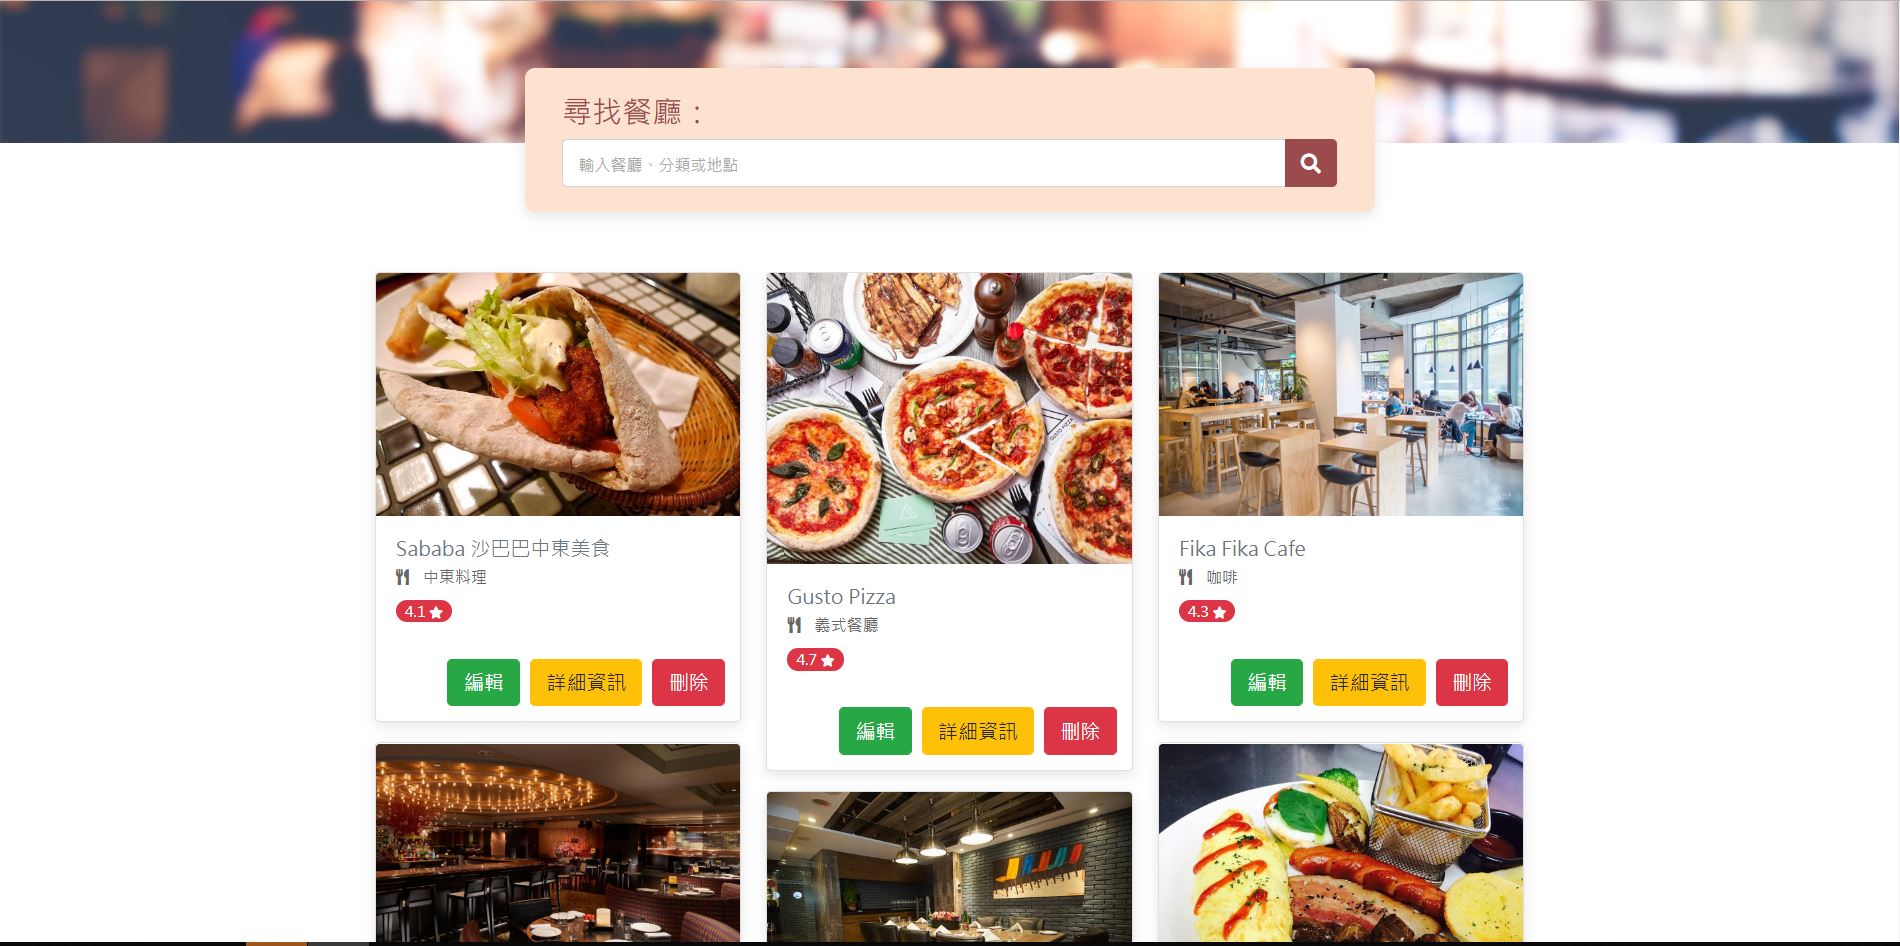 尋找餐廳：
輸入餐廳、分類或地點
Sababa 沙巴巴中東美食
中東料理
4.1
編輯 詳細資訊 刪除
Gusto Pizza
義式餐廳
4.7
編輯 詳細資訊 刪除
Fika Fika Cafe
咖啡
4.3
編輯 詳細資訊 刪除